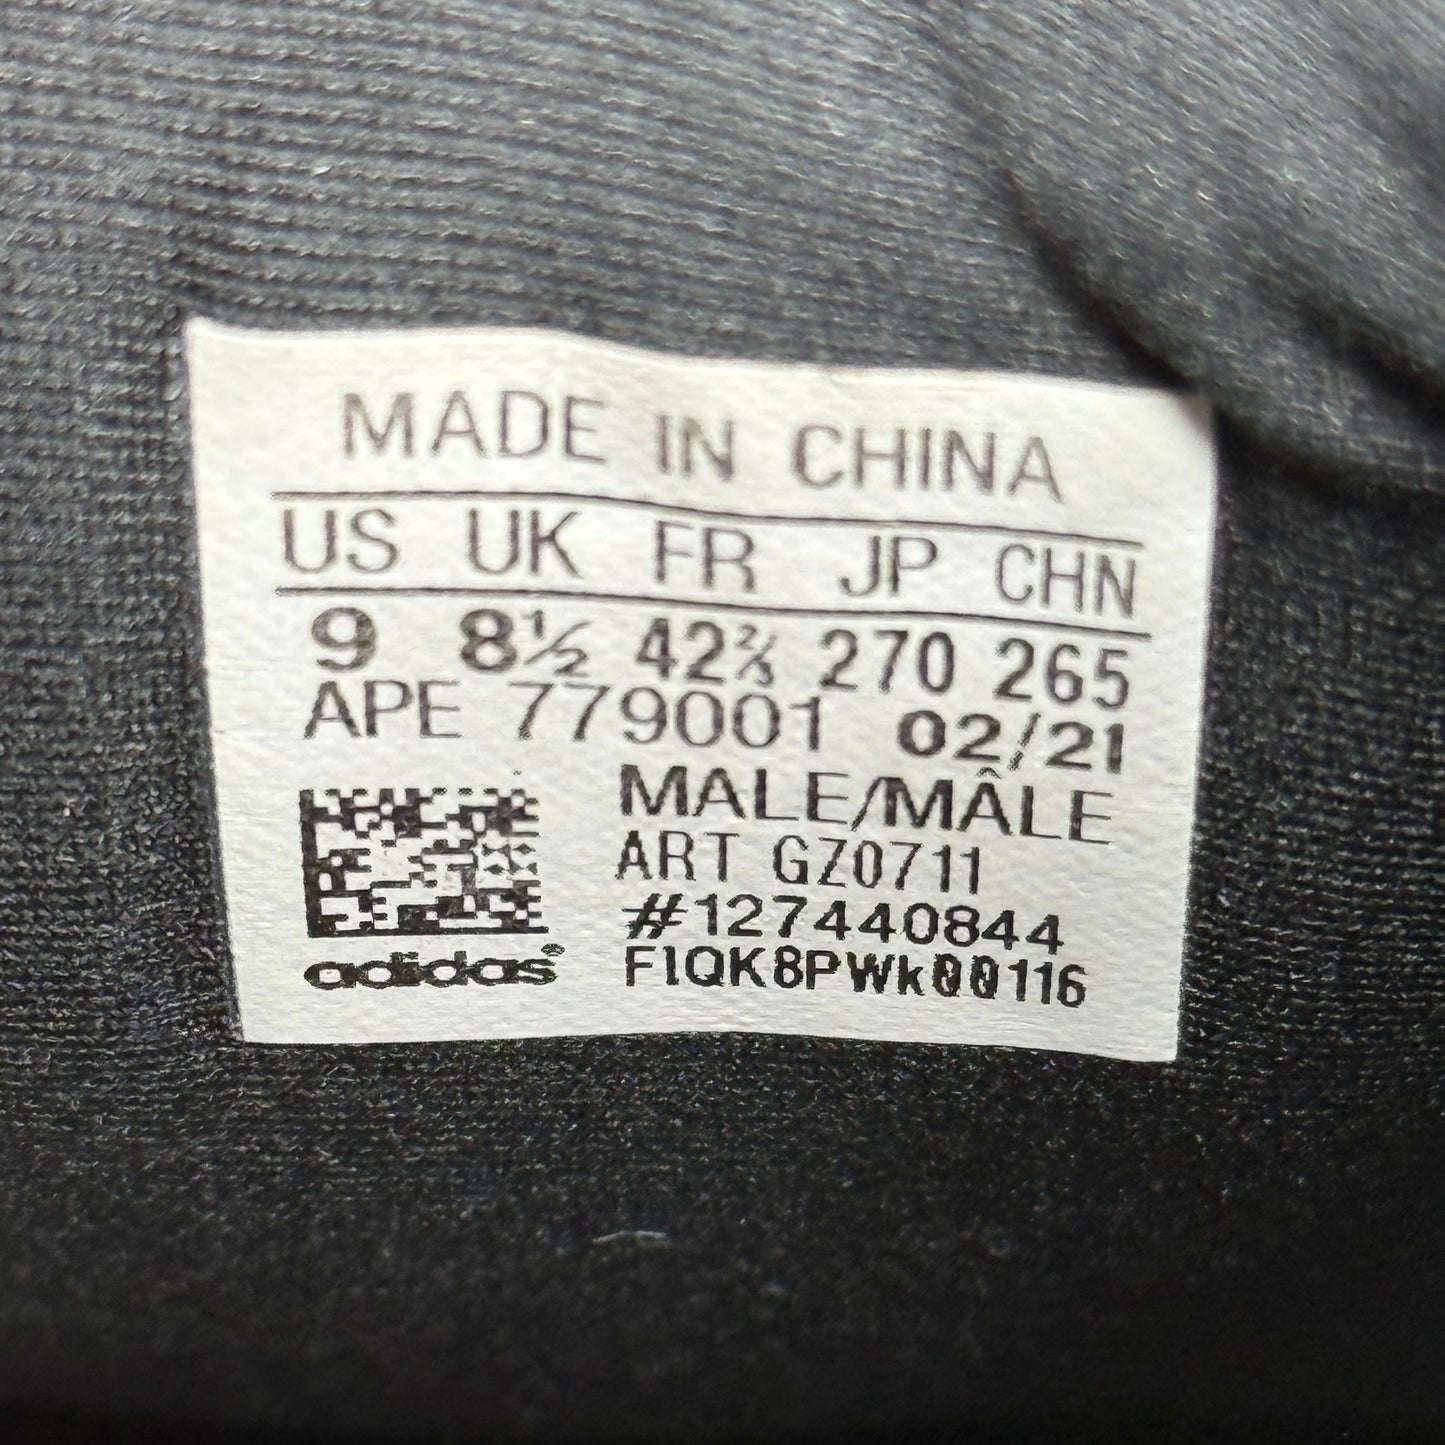 MADE IN CHINA
US UK FR JP CHN
9 8½ 42⅔ 270 265
APE 779001 02/21
MALE/MÂLE
ART GZ0711
#127440844
F1QK8PWk00116
adidas®